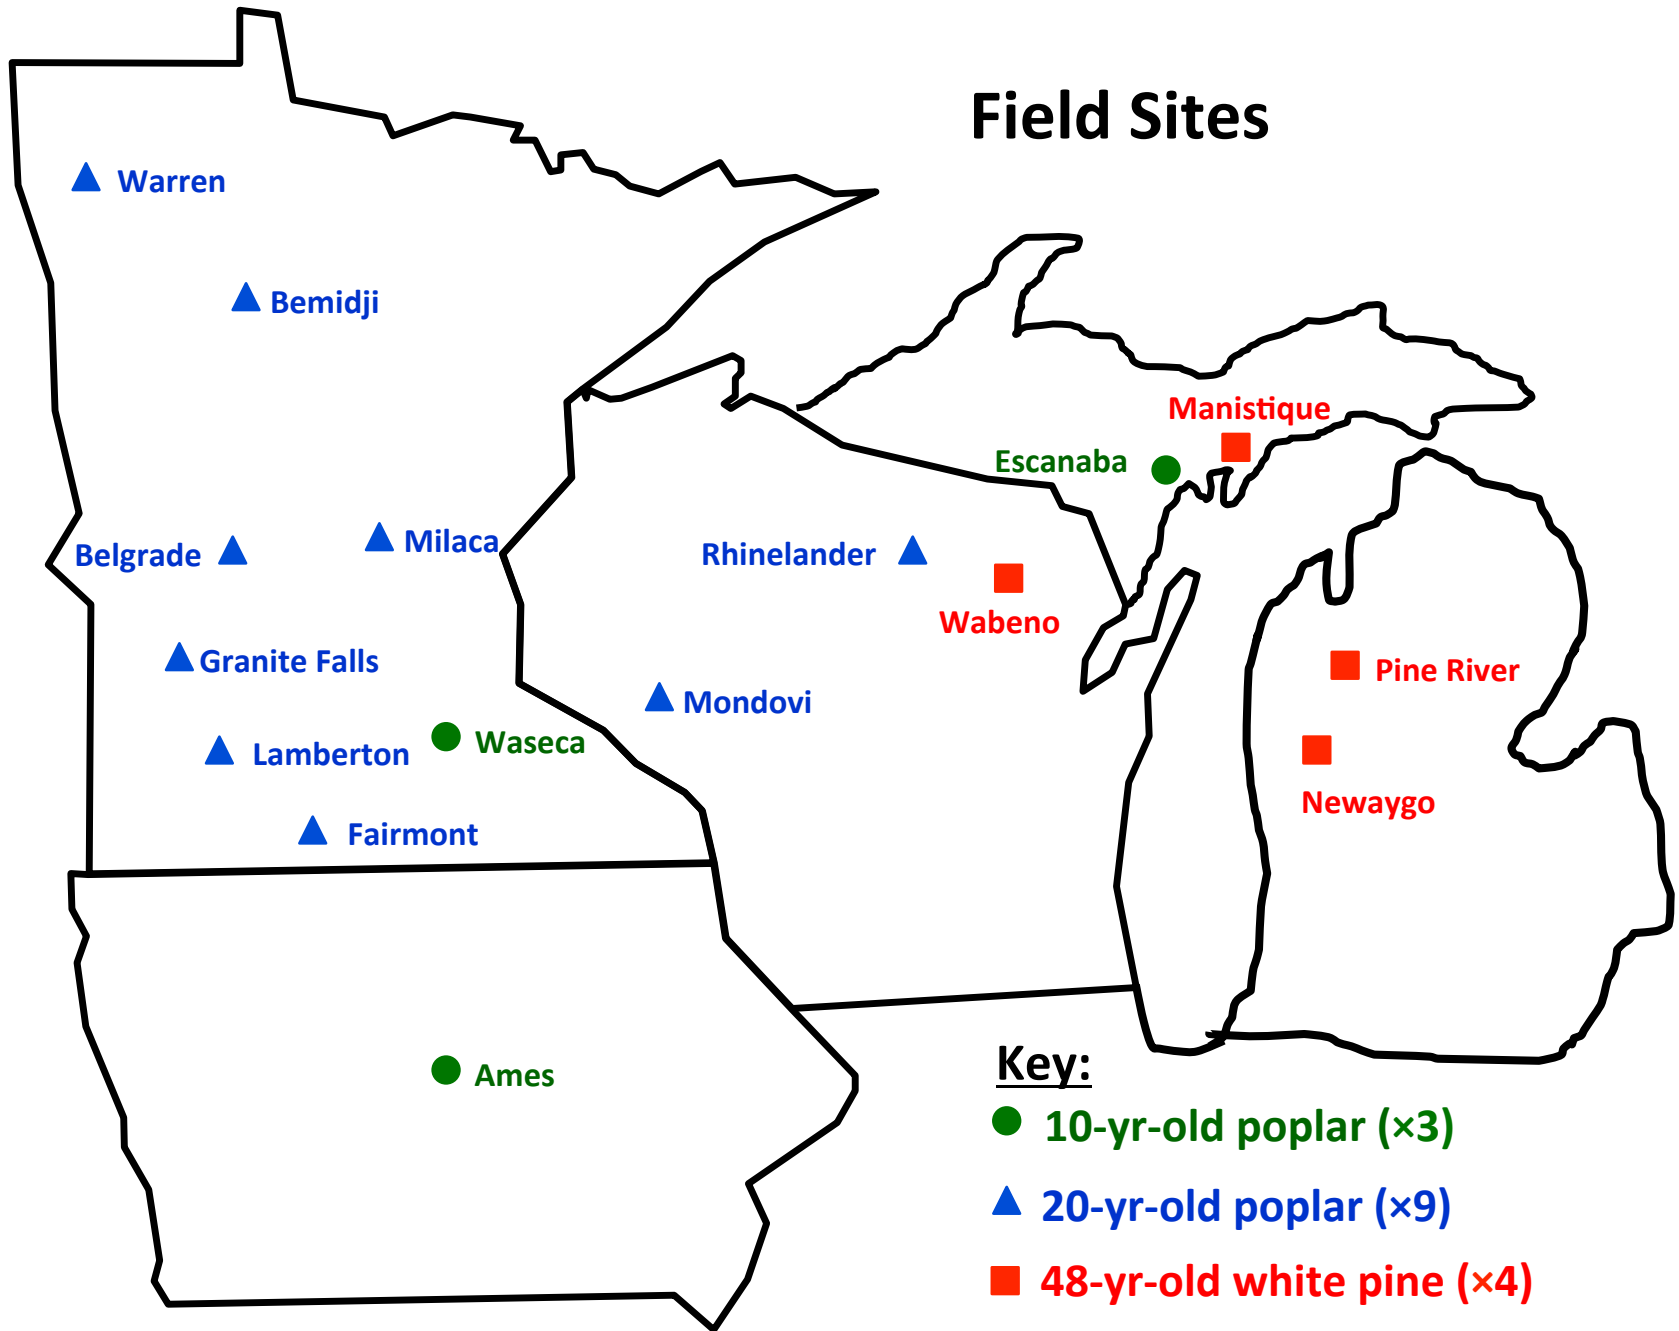 Field Sites
Warren
Bemidji
Manistique
Escanaba
Belgrade
Milaca
Rhinelander
Wabeno
Granite Falls
Pine River
Mondovi
Waseca
Lamberton
Newaygo
Fairmont
Ames
Key:
10-yr-old poplar (×3)
20-yr-old poplar (×9)
48-yr-old white pine (×4)